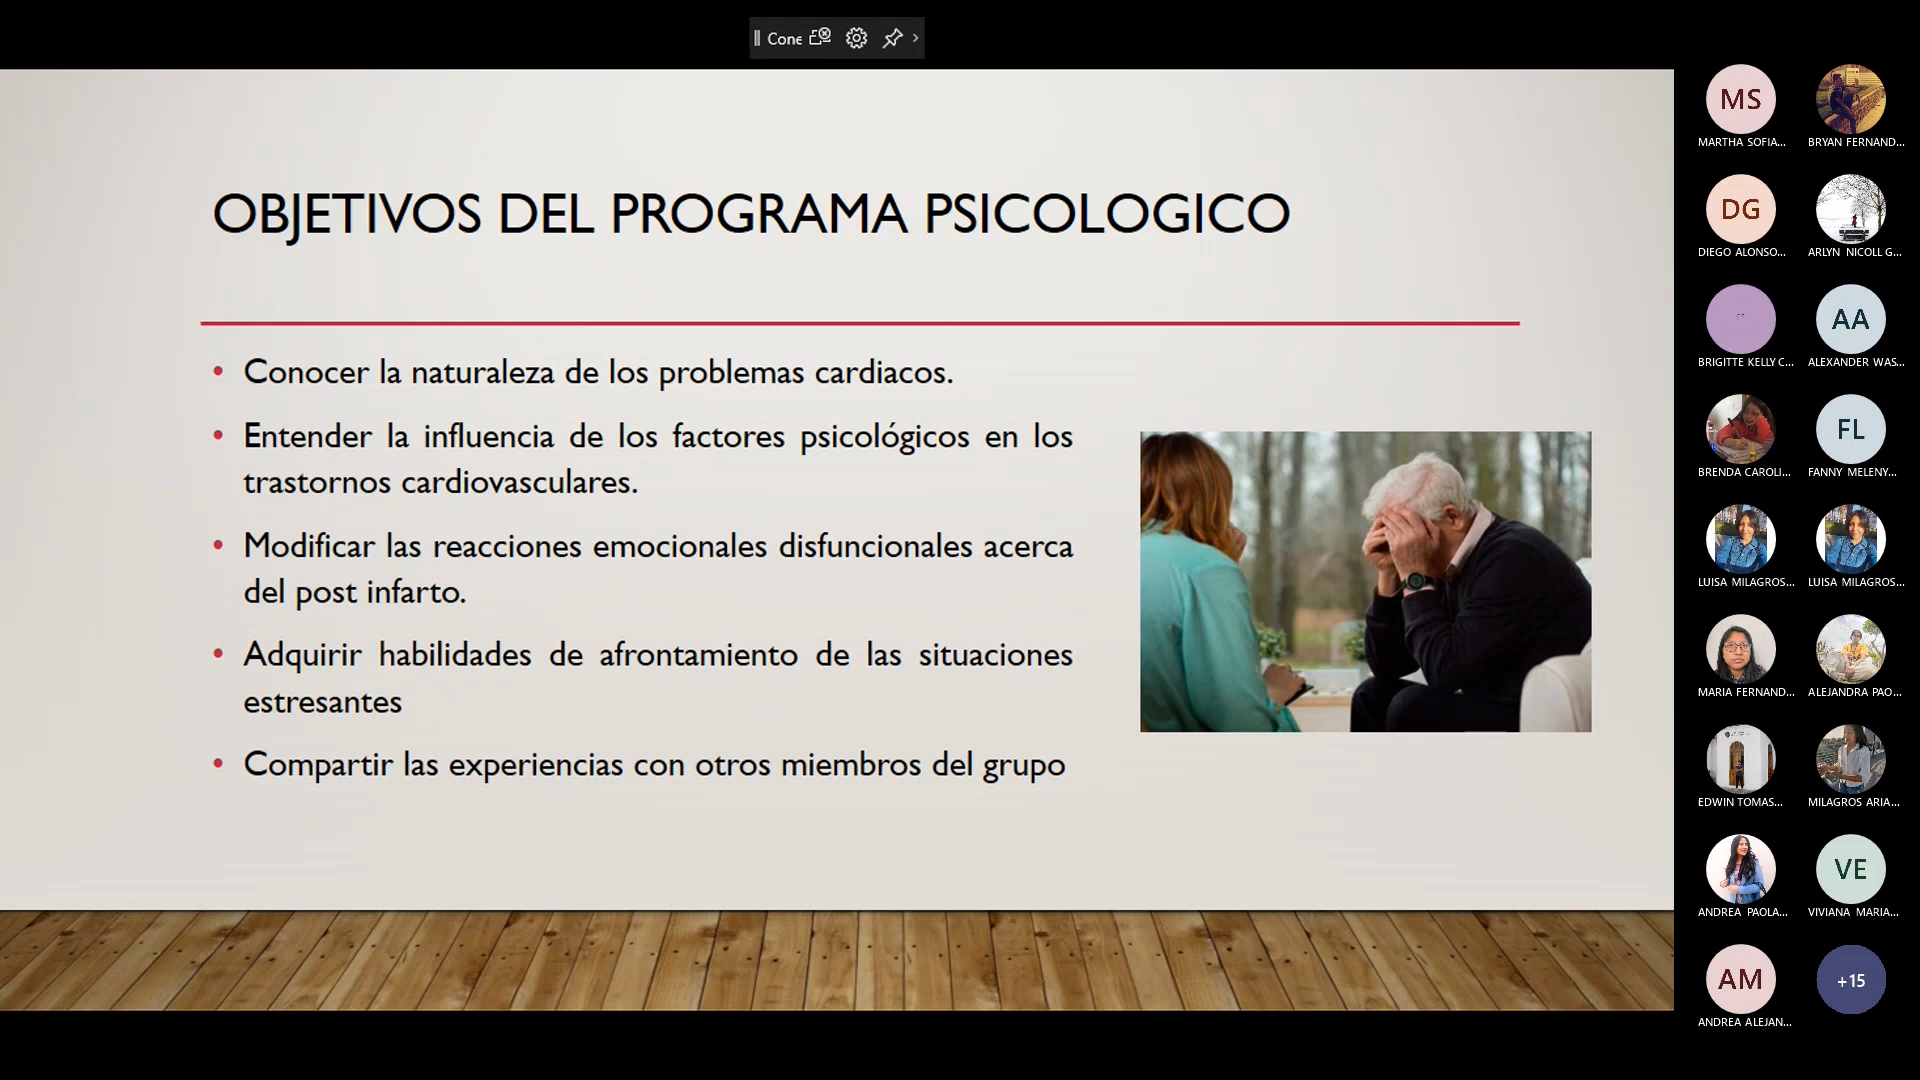 Cone
OBJETIVOS DEL PROGRAMA PSICOLOGICO
• Conocer la naturaleza de los problemas cardiacos.
• Entender la influencia de los factores psicológicos en los
trastornos cardiovasculares.
• Modificar las reacciones emocionales disfuncionales acerca
del post infarto.
• Adquirir habilidades de afrontamiento de las situaciones
estresantes
• Compartir las experiencias con otros miembros del grupo
MS
MARTHA SOFIA...
BRYAN FERNAND...
DG
DIEGO ALONSO...
ARLYN NICOLL G...
BRIGITTE KELLY C...
AA
ALEXANDER WAS...
BRENDA CAROLI...
FL
FANNY MELENY...
LUISA MILAGROS...
LUISA MILAGROS...
MARIA FERNAND...
ALEJANDRA PAO...
EDWIN TOMAS...
MILAGROS ARIA...
ANDREA PAOLA...
VE
VIVIANA MARIA...
AM
ANDREA ALEJAN...
+15